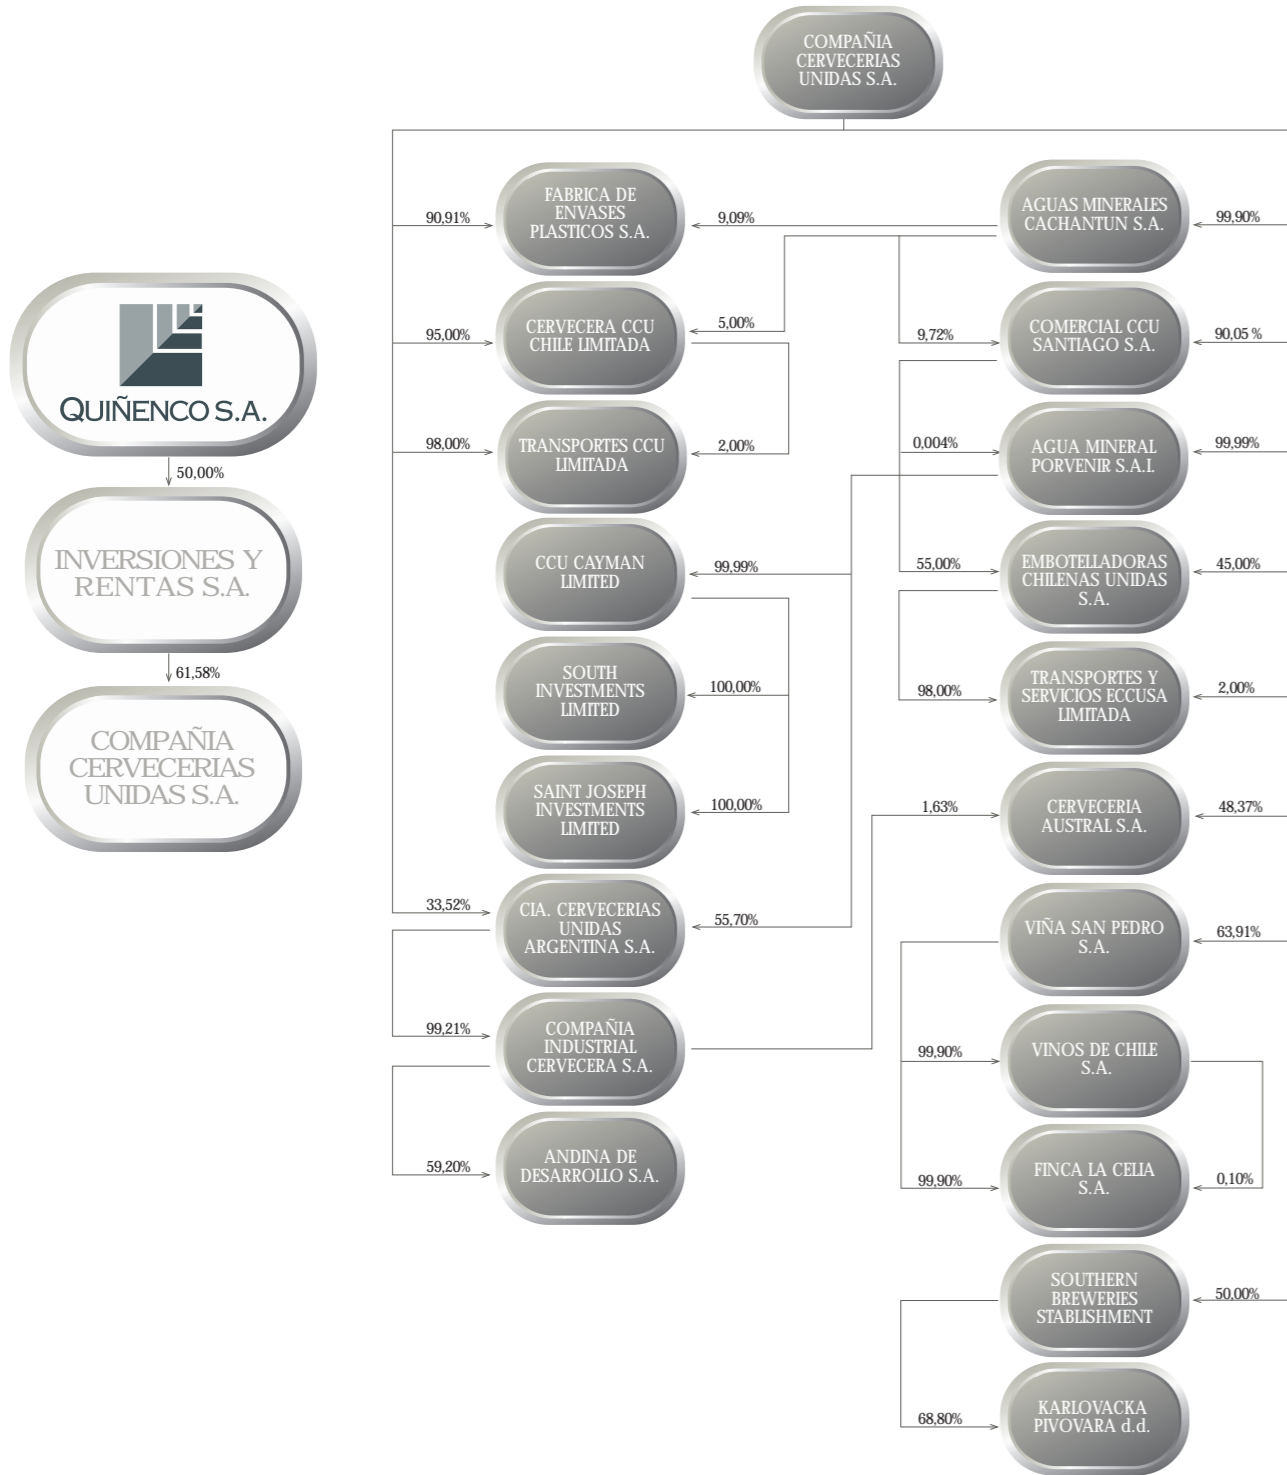 COMPAÑIA
CERVECERIAS
UNIDAS S.A.
FABRICA DE
ENVASES
PLASTICOS S.A.
AGUAS MINERALES
CACHANTUN S.A.
90,91%
9,09%
99,90%
CERVECERA CCU
CHILE LIMITADA
COMERCIAL CCU
SANTIAGO S.A.
95,00%
5,00%
9,72%
90,05 %
QUIÑENCO S.A.
TRANSPORTES CCU
LIMITADA
AGUA MINERAL
PORVENIR S.A.I.
98,00%
2,00%
0,004%
99,99%
50,00%
INVERSIONES Y
RENTAS S.A.
CCU CAYMAN
LIMITED
EMBOTELLADORAS
CHILENAS UNIDAS
S.A.
99,99%
55,00%
45,00%
61,58%
SOUTH
INVESTMENTS
LIMITED
TRANSPORTES Y
SERVICIOS ECCUSA
LIMITADA
100,00%
98,00%
2,00%
COMPAÑIA
CERVECERIAS
UNIDAS S.A.
SAINT JOSEPH
INVESTMENTS
LIMITED
CERVECERIA
AUSTRAL S.A.
100,00%
1,63%
48,37%
CIA. CERVECERIAS
UNIDAS
ARGENTINA S.A.
VIÑA SAN PEDRO
S.A.
33,52%
55,70%
63,91%
COMPAÑIA
INDUSTRIAL
CERVECERA S.A.
VINOS DE CHILE
S.A.
99,21%
99,90%
ANDINA DE
DESARROLLO S.A.
FINCA LA CELIA
S.A.
59,20%
99,90%
0,10%
SOUTHERN
BREWERIES
STABLISHMENT
50,00%
KARLOVACKA
PIVOVARA d.d.
68,80%